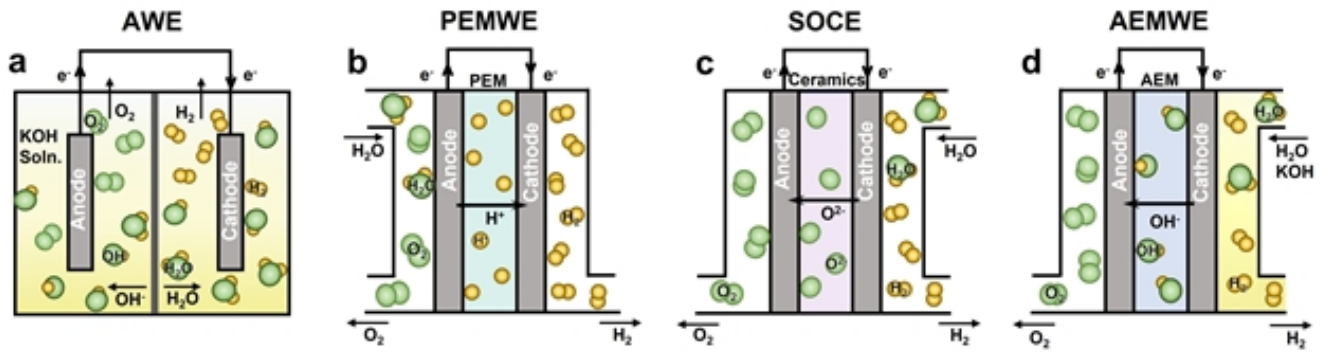 AWE
a
e-
e-
O2
O2
H2
KOH
Soln.
Anode
Cathode
H2
OH-
H2O
OH-
H2O
PEMWE
b
e-
e-
PEM
H2O
H2O
Anode
Cathode
H+
H2
H+
O2
O2
H2
SOCE
c
e-
e-
Ceramics
Anode
Cathode
H2O
H2O
O2-
O2-
O2
H2
O2
H2
AEMWE
d
e-
e-
AEM
H2O
H2O
KOH
Anode
Cathode
OH-
OH-
O2
H2
O2
H2